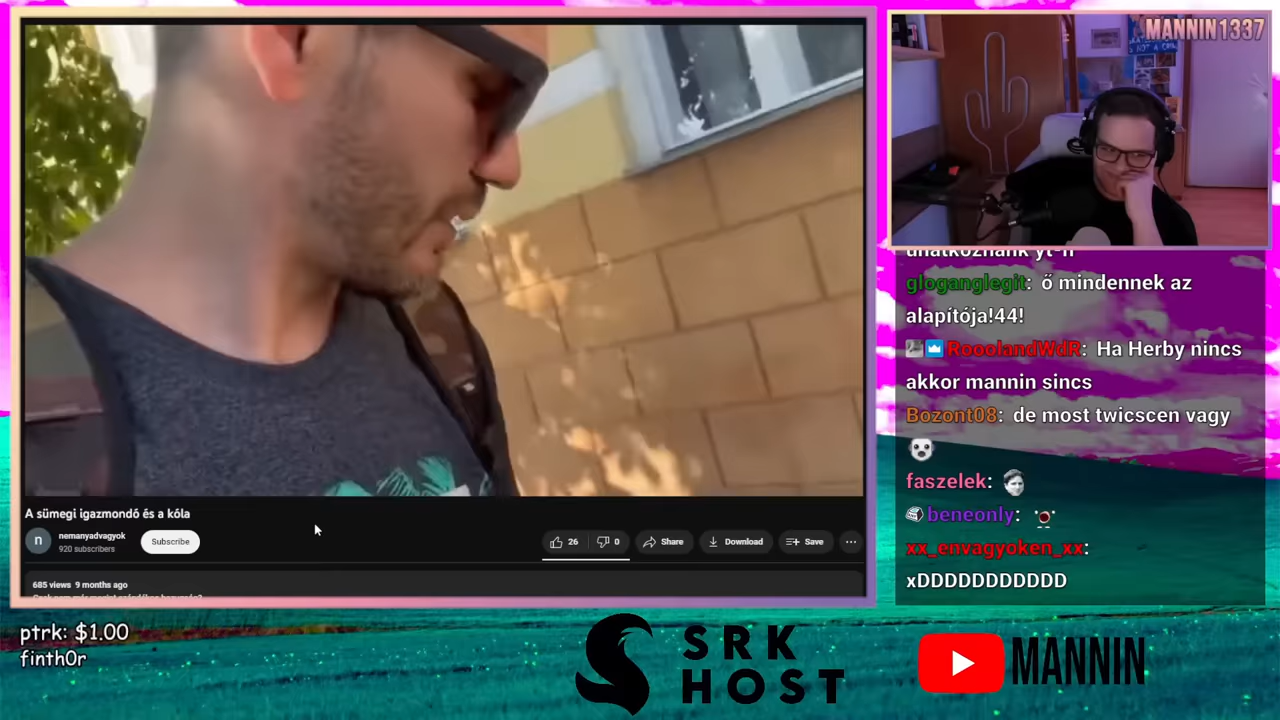 MANNIN1337
gloganglegit: ő mindennek az
alapítója!44!
RooolandWdR: Ha Herby nincs
akkor mannin sincs
Bozont08: de most twicscen vagy
faszelek:
beneonly:
xx_envagyoken_xx:
xDDDDDDDDDDD
A sümegi igazmondó és a kóla
n
nemanyadvagyok
920 subscribers
Subscribe
26
0
Share
Download
Save
685 views 9 months ago
ptrk: $1.00
finth0r
SRK
HOST
MANNIN